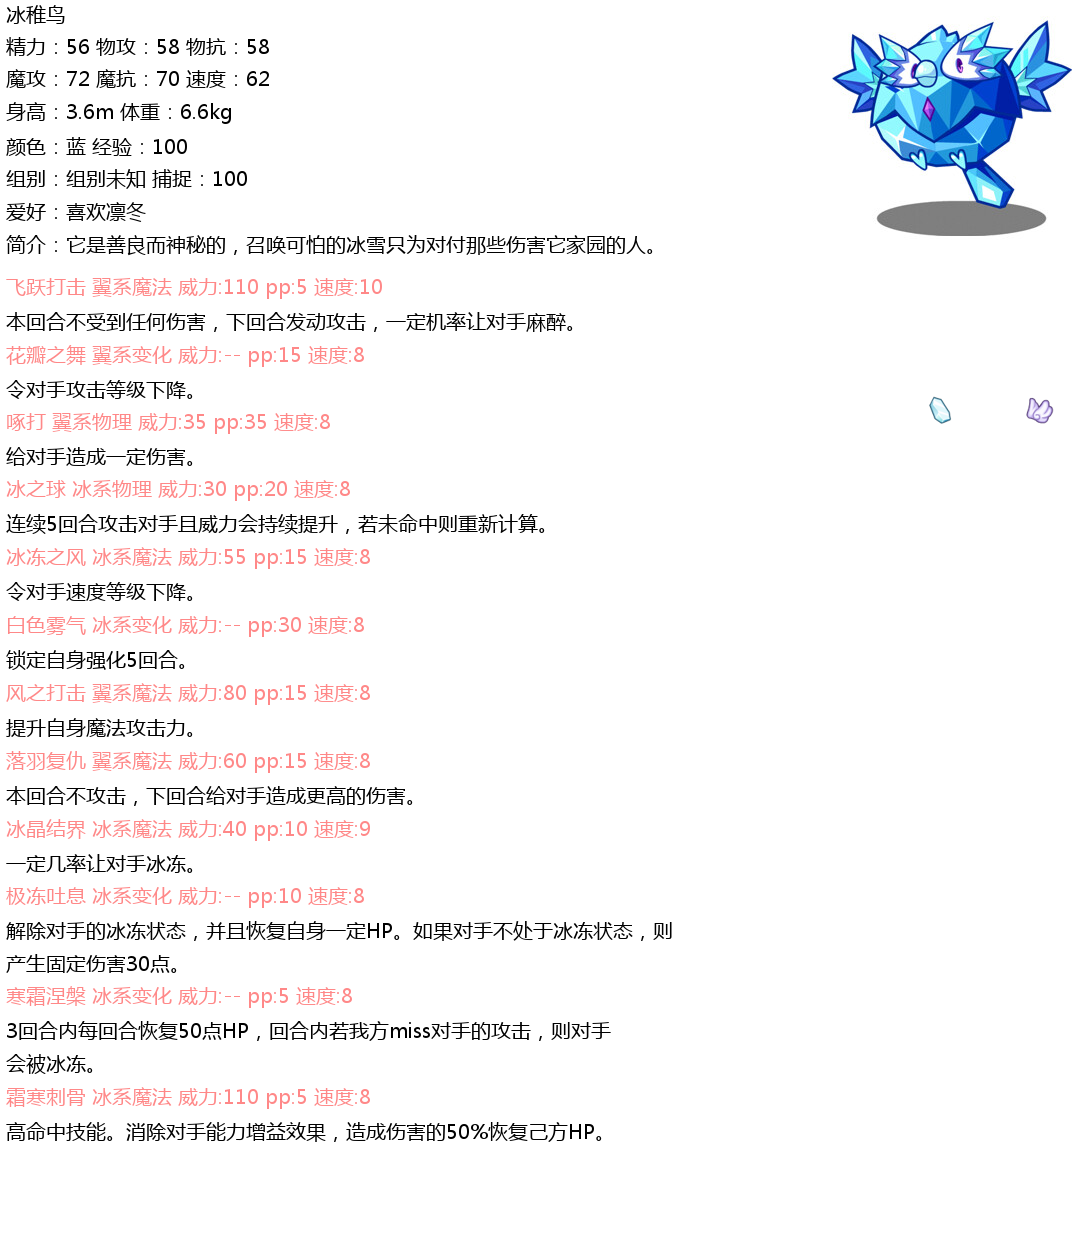 冰稚鸟
精力：56 物攻：58 物抗：58
魔攻：72 魔抗：70 速度：62
身高：3.6m 体重：6.6kg
颜色：蓝 经验：100
组别：组别未知 捕捉：100
爱好：喜欢凛冬
简介：它是善良而神秘的，召唤可怕的冰雪只为对付那些伤害它家园的人。
飞跃打击 翼系魔法 威力:110 pp:5 速度:10
本回合不受到任何伤害，下回合发动攻击，一定机率让对手麻醉。
花瓣之舞 翼系变化 威力:-- pp:15 速度:8
令对手攻击等级下降。
啄打 翼系物理 威力:35 pp:35 速度:8
给对手造成一定伤害。
冰之球 冰系物理 威力:30 pp:20 速度:8
连续5回合攻击对手且威力会持续提升，若未命中则重新计算。
冰冻之风 冰系魔法 威力:55 pp:15 速度:8
令对手速度等级下降。
白色雾气 冰系变化 威力:-- pp:30 速度:8
锁定自身强化5回合。
风之打击 翼系魔法 威力:80 pp:15 速度:8
提升自身魔法攻击力。
落羽复仇 翼系魔法 威力:60 pp:15 速度:8
本回合不攻击，下回合给对手造成更高的伤害。
冰晶结界 冰系魔法 威力:40 pp:10 速度:9
一定几率让对手冰冻。
极冻吐息 冰系变化 威力:-- pp:10 速度:8
解除对手的冰冻状态，并且恢复自身一定HP。如果对手不处于冰冻状态，则
产生固定伤害30点。
寒霜涅槃 冰系变化 威力:-- pp:5 速度:8
3回合内每回合恢复50点HP，回合内若我方miss对手的攻击，则对手
会被冰冻。
霜寒刺骨 冰系魔法 威力:110 pp:5 速度:8
高命中技能。消除对手能力增益效果，造成伤害的50%恢复己方HP。